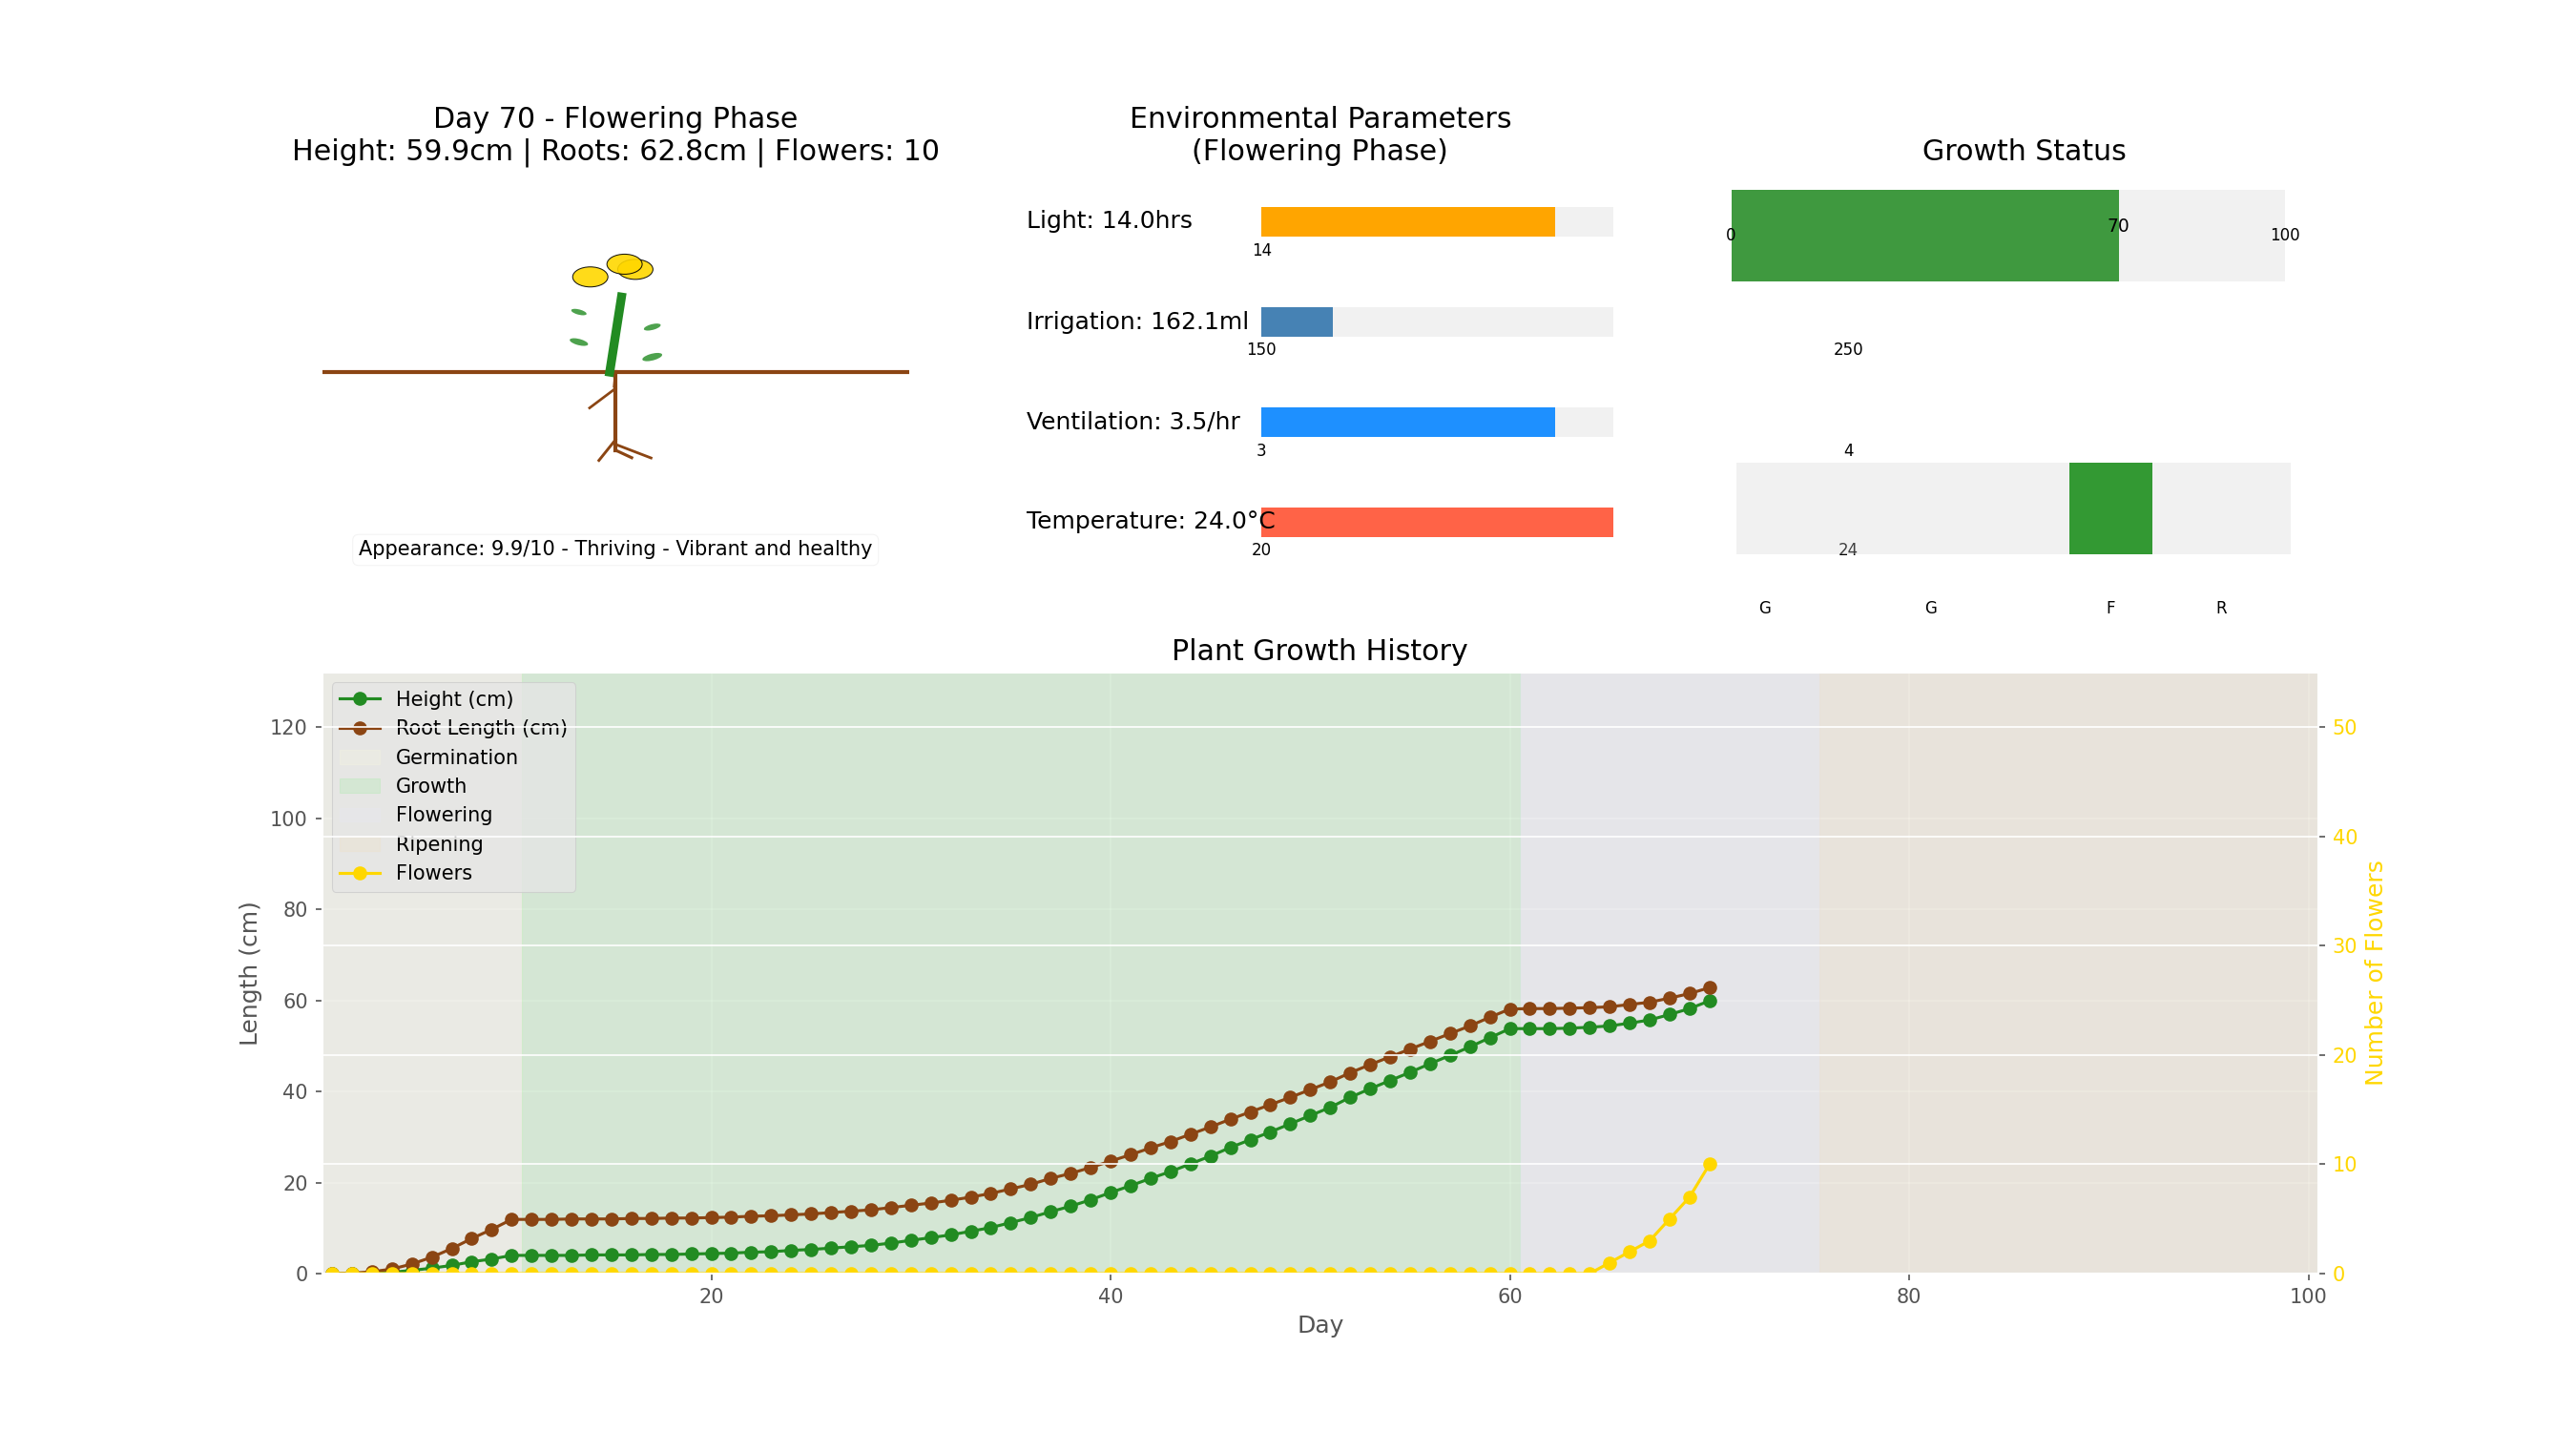 Day 70 - Flowering Phase
Height: 59.9cm | Roots: 62.8cm | Flowers: 10
Appearance: 9.9/10 - Thriving - Vibrant and healthy
Environmental Parameters
(Flowering Phase)
Light: 14.0hrs
14
Irrigation: 162.1ml
150
250
Ventilation: 3.5/hr
3
4
Temperature: 24.0°C
20
24
Growth Status
0
70
100
G
G
F
R
Plant Growth History
Height (cm)
Root Length (cm)
Germination
Growth
Flowering
Ripening
Flowers
Length (cm)
120
100
80
60
40
20
0
20
40
60
80
100
Day
50
40
30
20
10
0
Number of Flowers